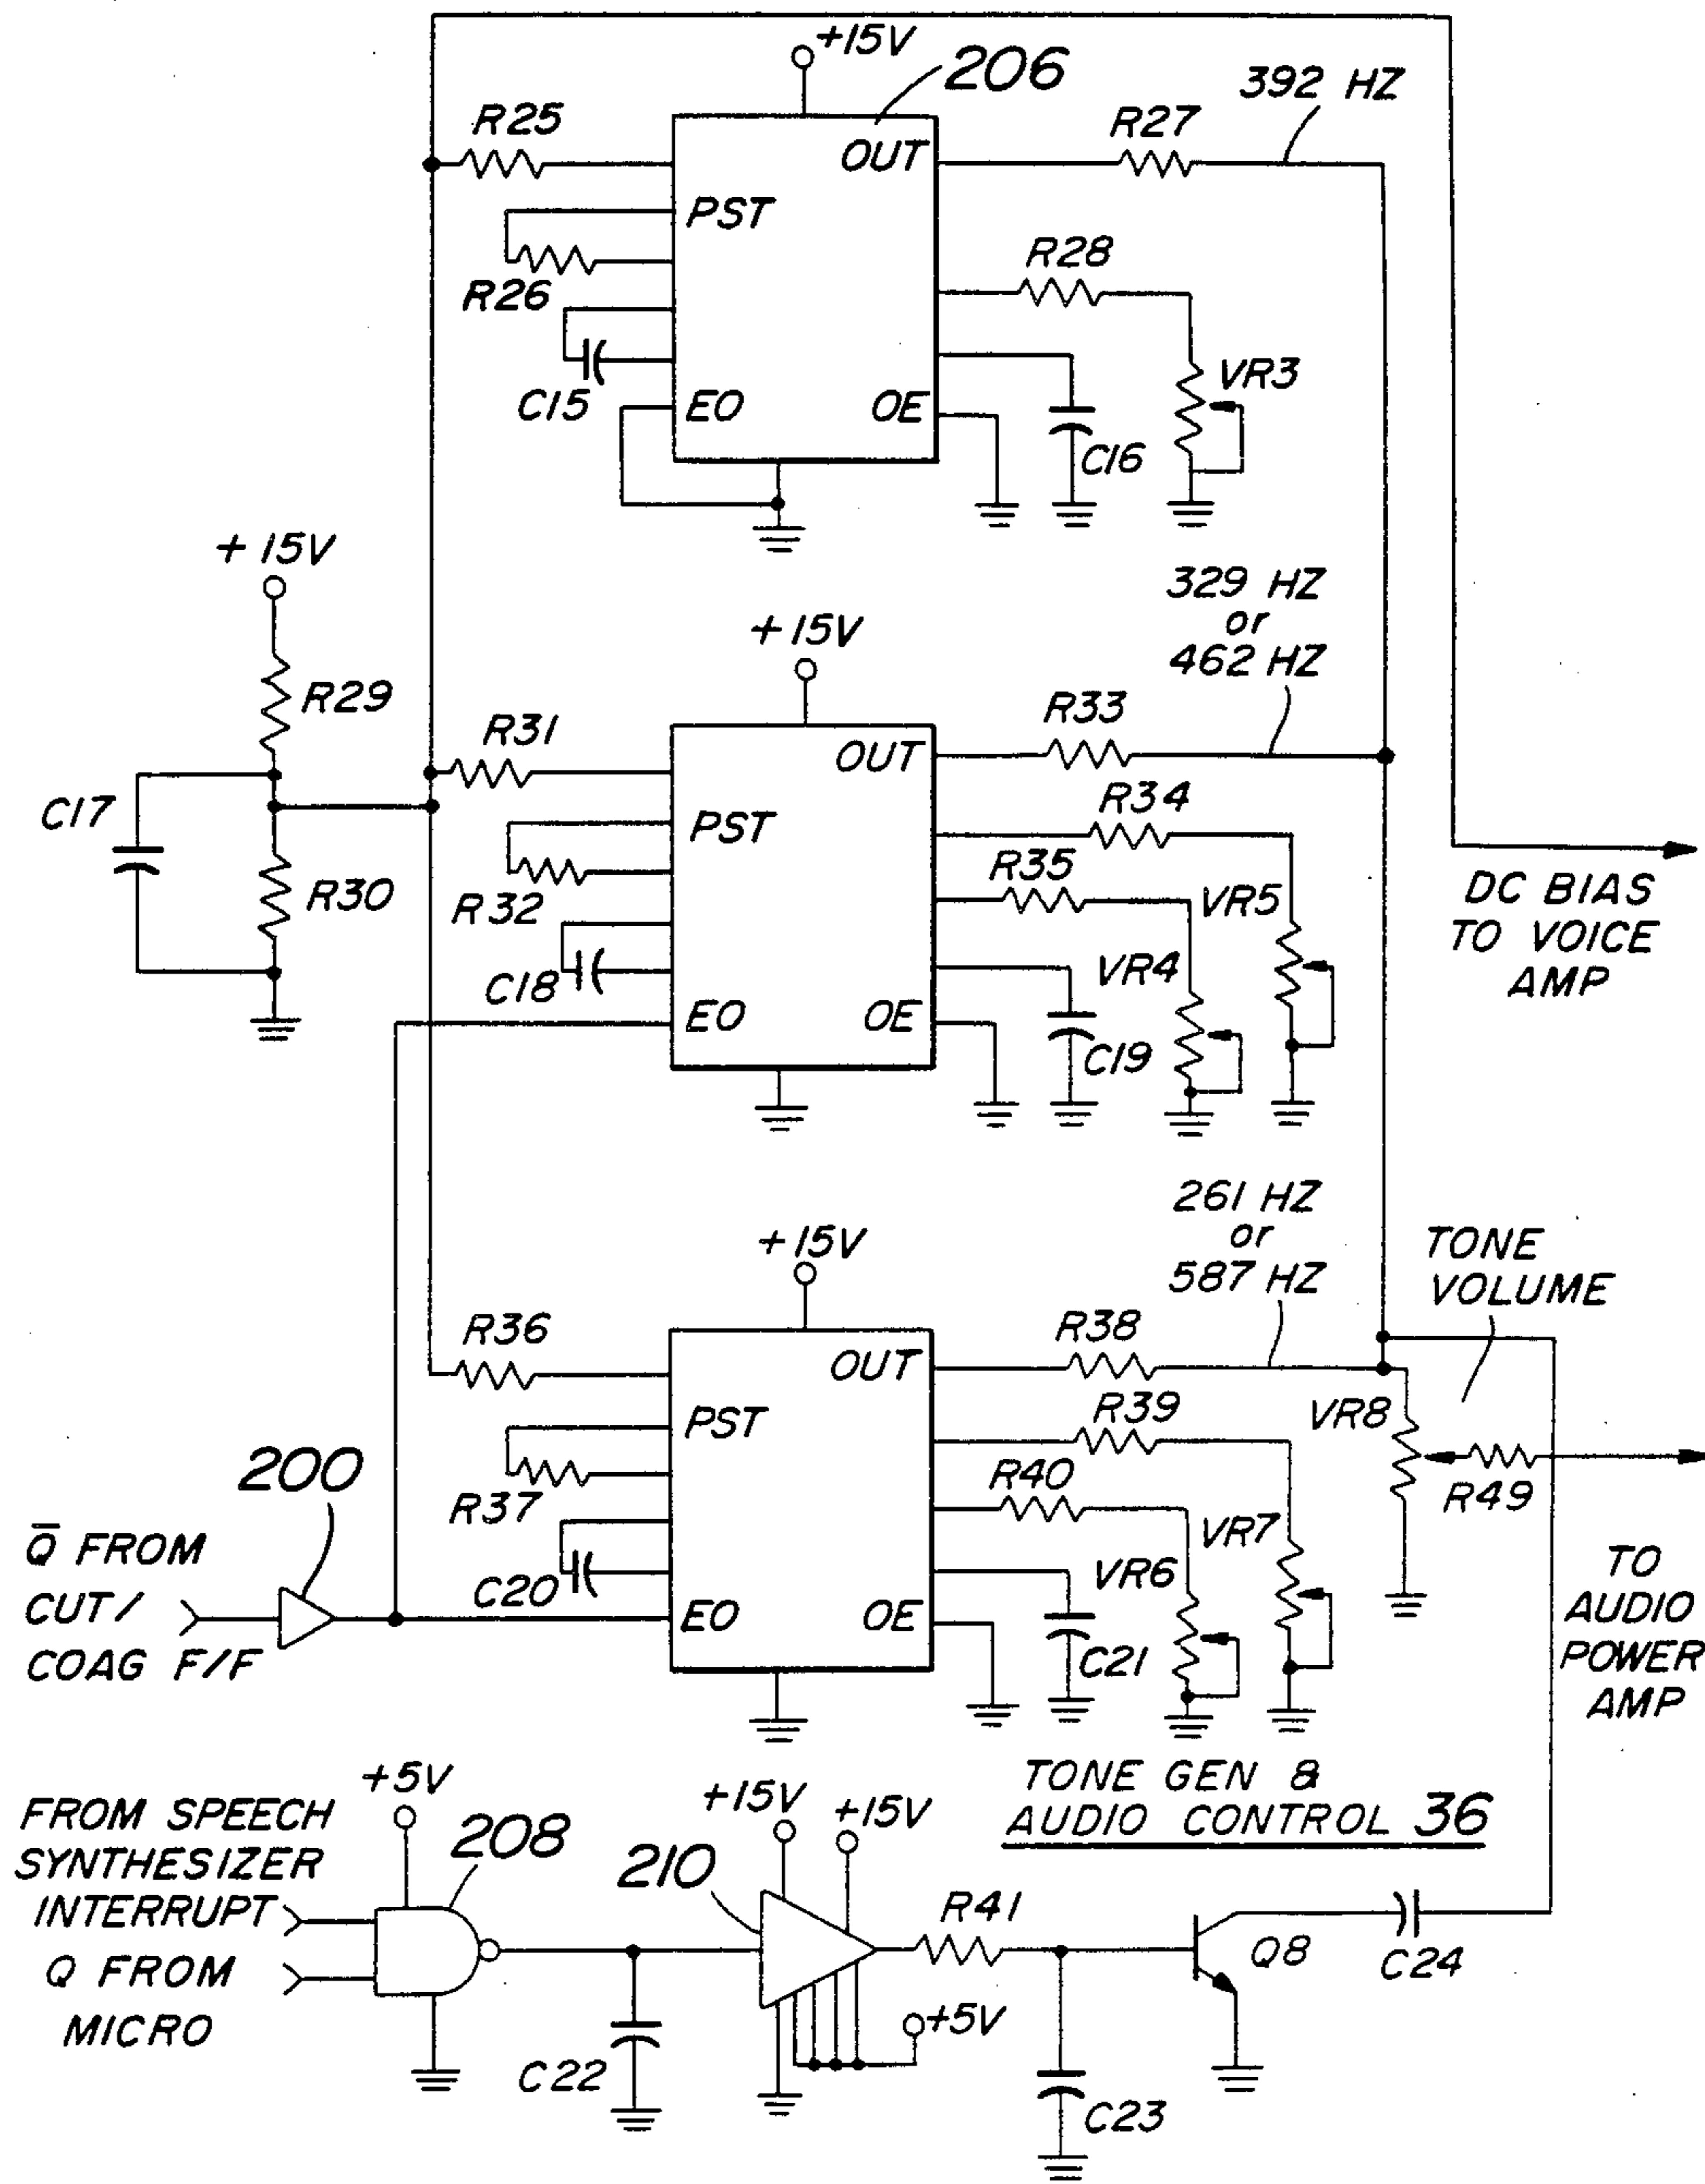 +15V
206
392 HZ
R25
R27
OUT
PST
R28
R26
VR3
C15
EO
OE
C16
+15V
329 HZ
or
462 HZ
+15V
R29
R33
R31
OUT
R34
C17
PST
R35
R30
R32
VR5
DC BIAS
TO VOICE
AMP
VR4
C18
EO
OE
C19
261 HZ
or
587 HZ
TONE
VOLUME
+15V
R36
R38
OUT
R39
VR8
PST
200
R40
R37
R49
VR7
Q̄ FROM
CUT/
COAG F/F
C20
VR6
TO
AUDIO
POWER
AMP
EO
OE
C21
TONE GEN &
AUDIO CONTROL 36
+5V
+15V
+15V
FROM SPEECH
SYNTHESIZER
INTERRUPT
208
210
R41
Q FROM
MICRO
Q8
C24
+5V
C22
C23